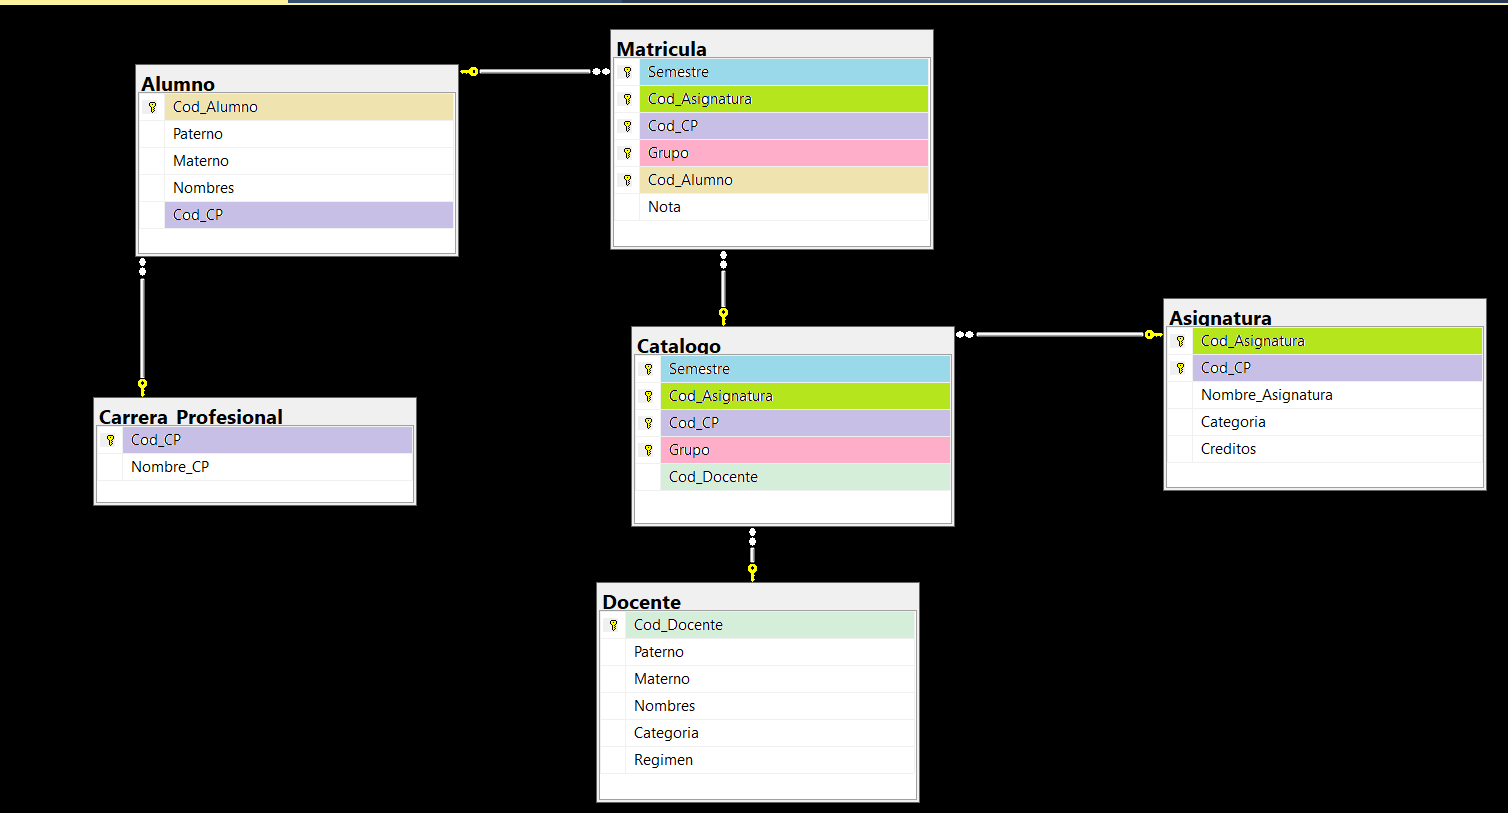 Alumno
Cod_Alumno
Paterno
Materno
Nombres
Cod_CP
Matricula
Semestre
Cod_Asignatura
Cod_CP
Grupo
Cod_Alumno
Nota
Carrera_Profesional
Cod_CP
Nombre_CP
Catalogo
Semestre
Cod_Asignatura
Cod_CP
Grupo
Cod_Docente
Asignatura
Cod_Asignatura
Cod_CP
Nombre_Asignatura
Categoria
Creditos
Docente
Cod_Docente
Paterno
Materno
Nombres
Categoria
Regimen